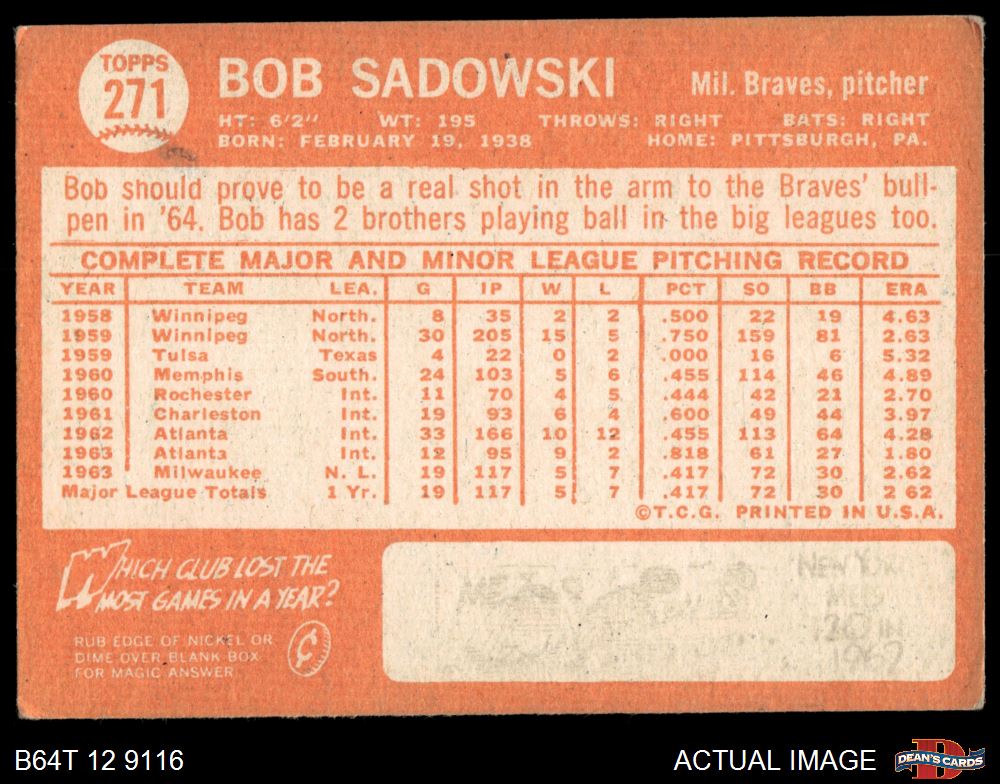 TOPPS
271
BOB SADOWSKI
Mil. Braves, pitcher
HT: 6'2" WT: 195 THROWS: RIGHT BATS: RIGHT
BORN: FEBRUARY 19, 1938 HOME: PITTSBURGH, PA.
Bob should prove to be a real shot in the arm to the Braves' bull-
pen in '64. Bob has 2 brothers playing ball in the big leagues too.
COMPLETE MAJOR AND MINOR LEAGUE PITCHING RECORD
YEAR TEAM LEA. G IP W L PCT SO BB ERA
1958 Winnipeg North. 8 35 2 2 .500 22 19 4.63
1959 Winnipeg North. 30 205 15 5 .750 159 81 2.63
1959 Tulsa Texas 4 22 0 2 .000 16 6 5.32
1960 Memphis South. 24 103 5 6 .455 114 46 4.89
1960 Rochester Int. 11 70 4 5 .444 42 21 2.70
1961 Charleston Int. 19 93 6 4 .600 49 44 3.97
1962 Atlanta Int. 33 166 10 12 .455 113 64 4.28
1963 Atlanta Int. 12 95 9 2 .818 61 27 1.80
1963 Milwaukee N. L. 19 117 5 7 .417 72 30 2.62
Major League Totals 1 Yr. 19 117 5 7 .417 72 30 2 62
©T.C.G. PRINTED IN U.S.A.
WHICH CLUB LOST THE
MOST GAMES IN A YEAR?
RUB EDGE OF NICKEL OR
DIME OVER BLANK BOX
FOR MAGIC ANSWER
¢
NEW YORK
METS
120 IN
1962
B64T 12 9116
ACTUAL IMAGE
D
DEAN'S CARDS